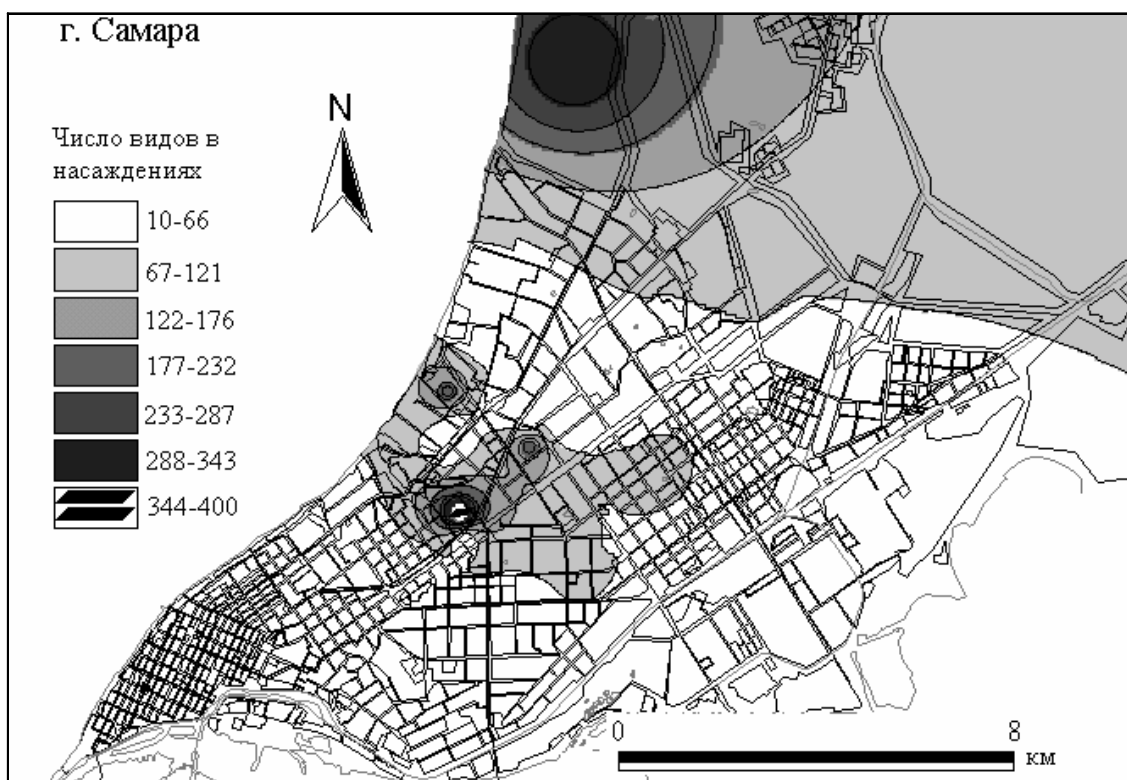 г. Самара
N
Число видов в
насаждениях
10-66
67-121
122-176
177-232
233-287
288-343
344-400
0 8
км